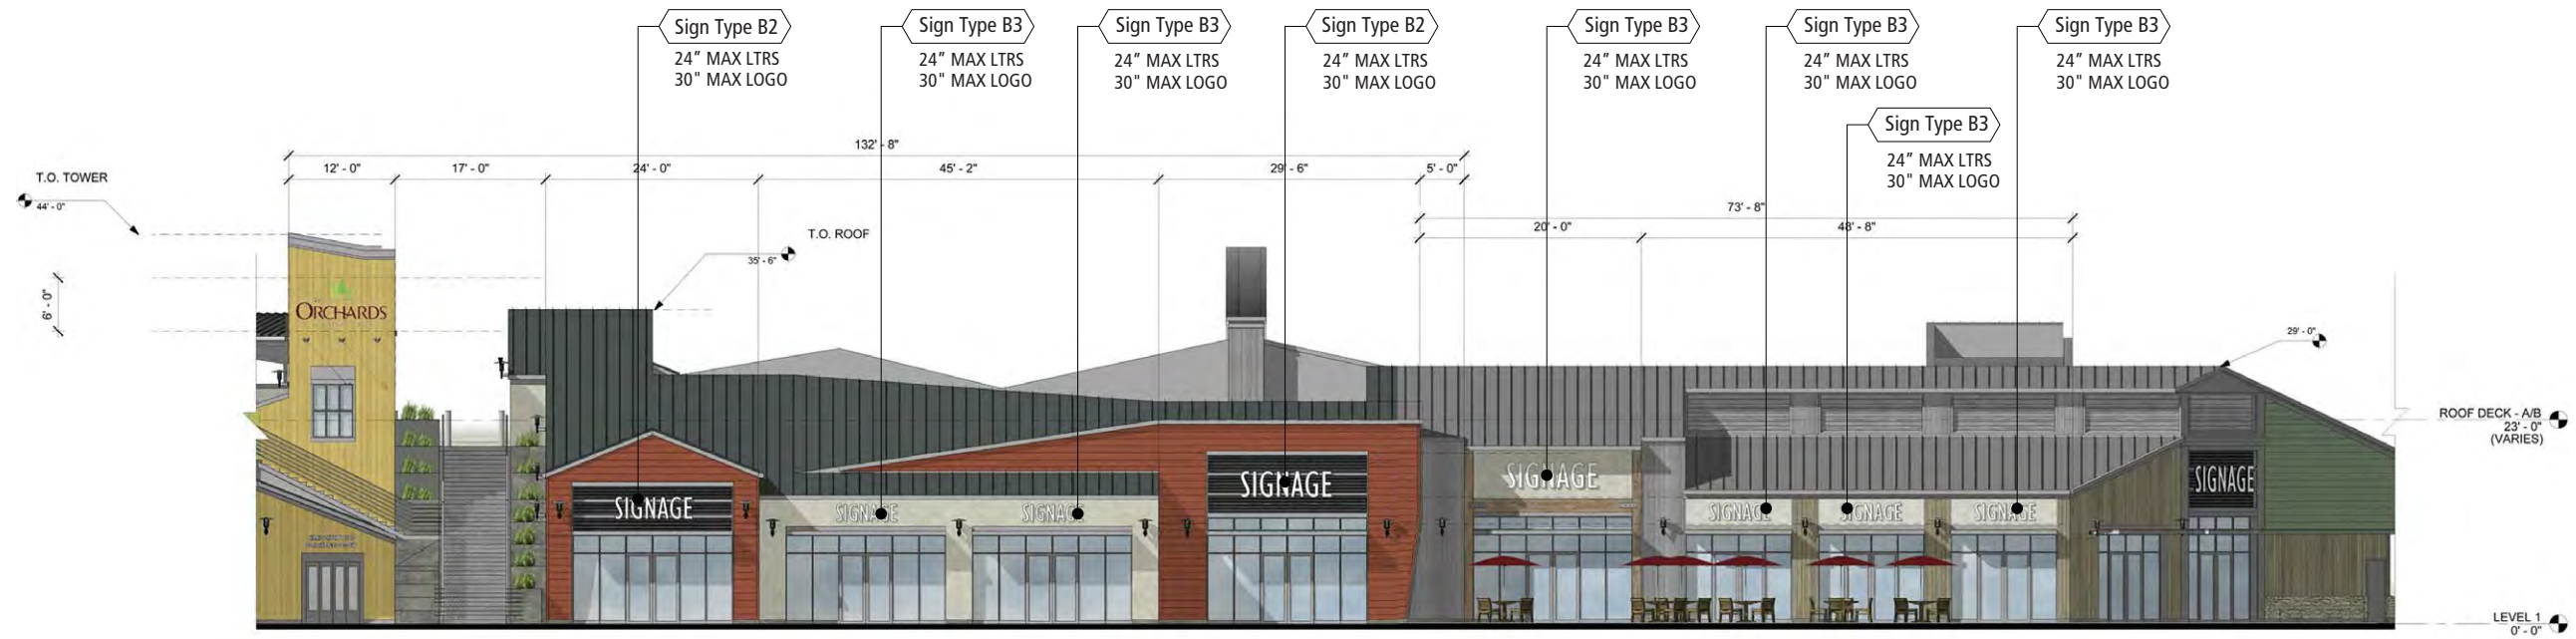 Sign Type B2
24” MAX LTRS
30" MAX LOGO
Sign Type B3
24” MAX LTRS
30" MAX LOGO
Sign Type B3
24” MAX LTRS
30" MAX LOGO
Sign Type B2
24” MAX LTRS
30" MAX LOGO
Sign Type B3
24” MAX LTRS
30" MAX LOGO
Sign Type B3
24” MAX LTRS
30" MAX LOGO
Sign Type B3
24” MAX LTRS
30" MAX LOGO
Sign Type B3
24” MAX LTRS
30" MAX LOGO
132' - 8"
12' - 0"
17' - 0"
24' - 0"
45' - 2"
29' - 6"
5' - 0"
73' - 8"
20' - 0"
48' - 8"
T.O. TOWER
44' - 0"
T.O. ROOF
35' - 6"
6' - 0"
ORCHARDS
29' - 0"
ROOF DECK - A/B
23' - 0"
(VARIES)
SIGNAGE
SIGNAGE
SIGNAGE
SIGNAGE
SIGNAGE
SIGNAGE
SIGNAGE
SIGNAGE
SIGNAGE
LEVEL 1
0' - 0"